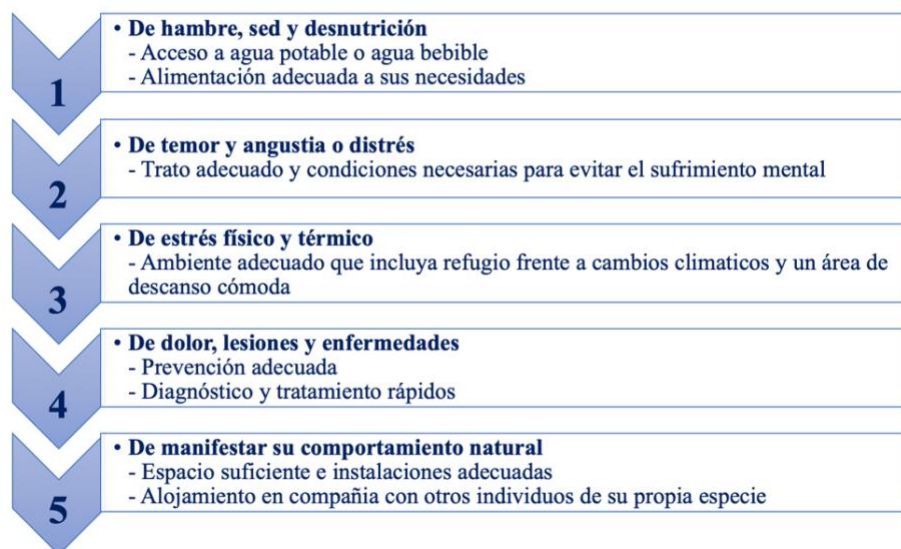 • De hambre, sed y desnutrición
- Acceso a agua potable o agua bebible
- Alimentación adecuada a sus necesidades
1
• De temor y angustia o distrés
- Trato adecuado y condiciones necesarias para evitar el sufrimiento mental
2
• De estrés físico y térmico
- Ambiente adecuado que incluya refugio frente a cambios climaticos y un área de
descanso cómoda
3
• De dolor, lesiones y enfermedades
- Prevención adecuada
- Diagnóstico y tratamiento rápidos
4
• De manifestar su comportamiento natural
- Espacio suficiente e instalaciones adecuadas
- Alojamiento en compañia con otros individuos de su propia especie
5